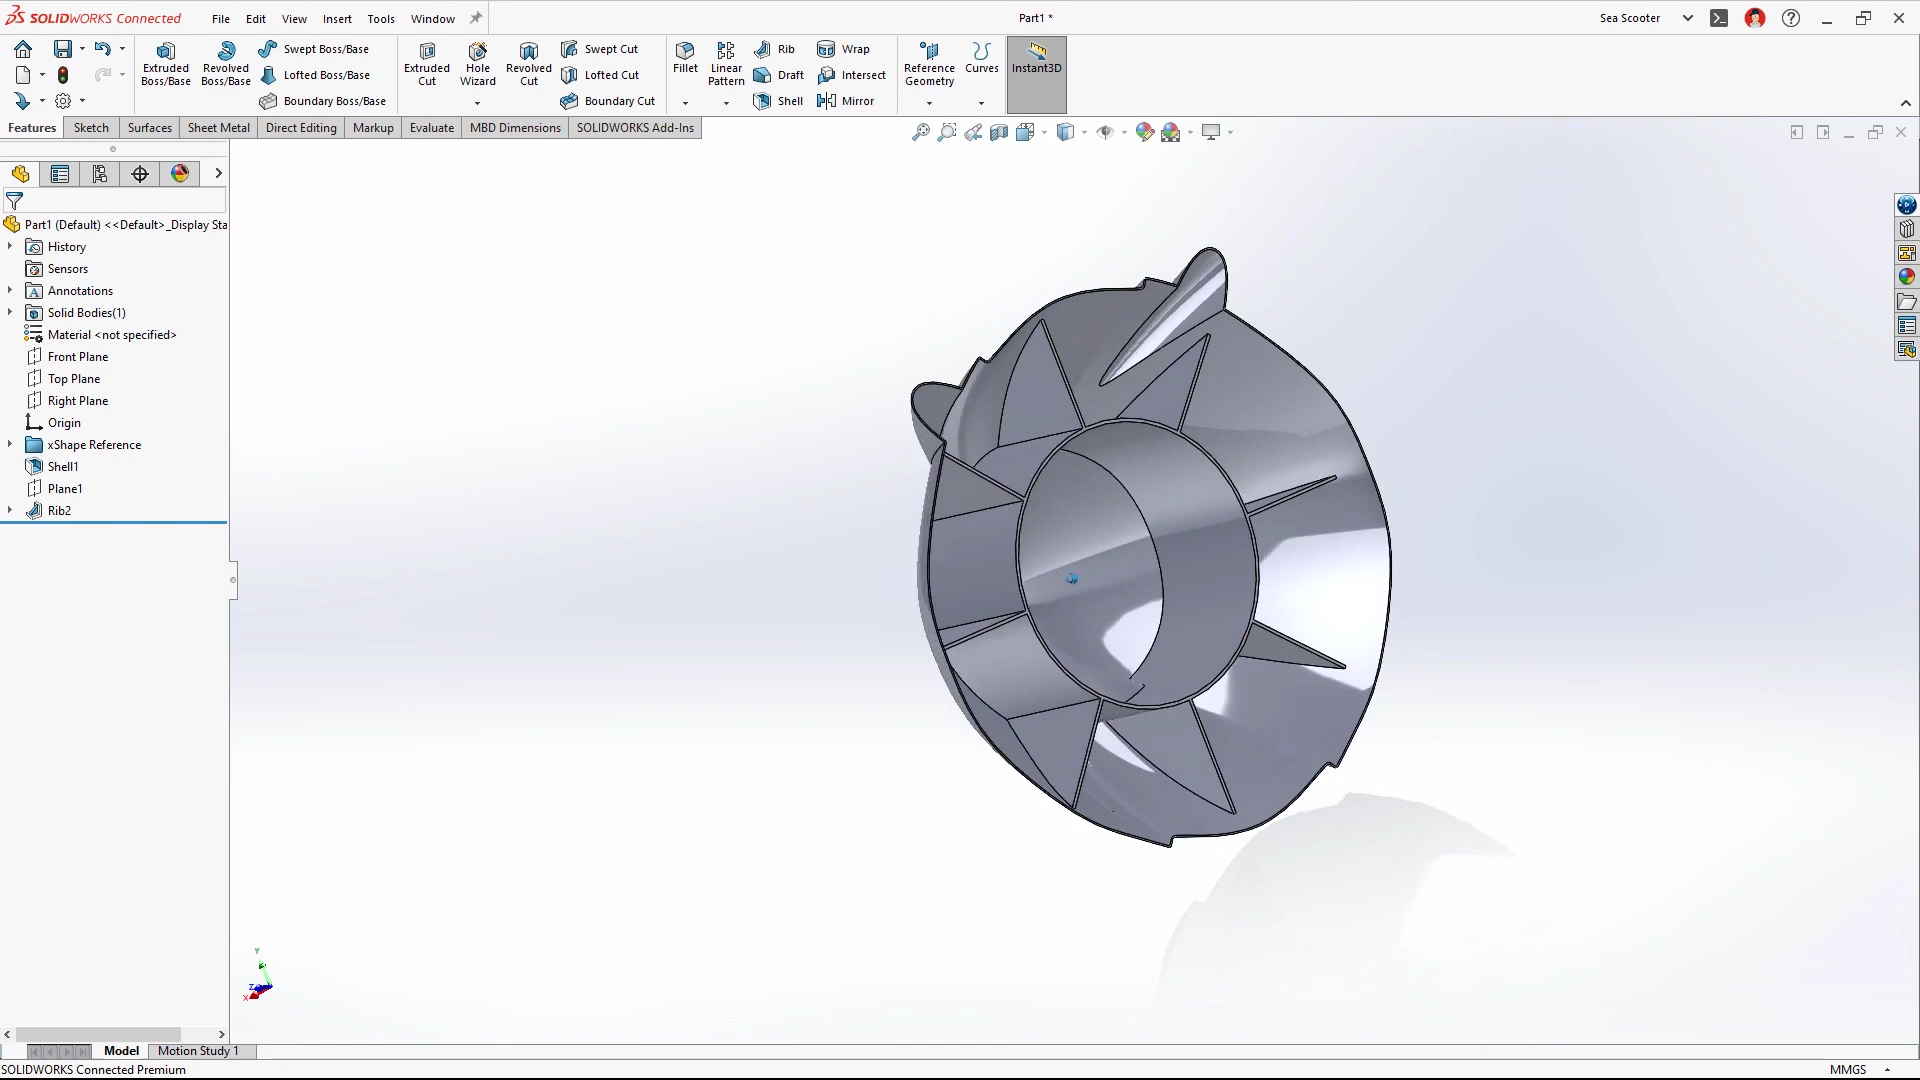 SOLIDWORKS Connected
File Edit View Insert Tools Window
Part1 *
Sea Scooter
Extruded Boss/Base
Revolved Boss/Base
Swept Boss/Base
Lofted Boss/Base
Boundary Boss/Base
Extruded Cut
Hole Wizard
Revolved Cut
Swept Cut
Lofted Cut
Boundary Cut
Fillet
Linear Pattern
Rib
Draft
Shell
Wrap
Intersect
Mirror
Reference Geometry
Curves
Instant3D
Features Sketch Surfaces Sheet Metal Direct Editing Markup Evaluate MBD Dimensions SOLIDWORKS Add-Ins
Part1 (Default) <<Default>_Display Sta
History
Sensors
Annotations
Solid Bodies(1)
Material <not specified>
Front Plane
Top Plane
Right Plane
Origin
xShape Reference
Shell1
Plane1
Rib2
Y
Z
X
Model Motion Study 1
SOLIDWORKS Connected Premium
MMGS